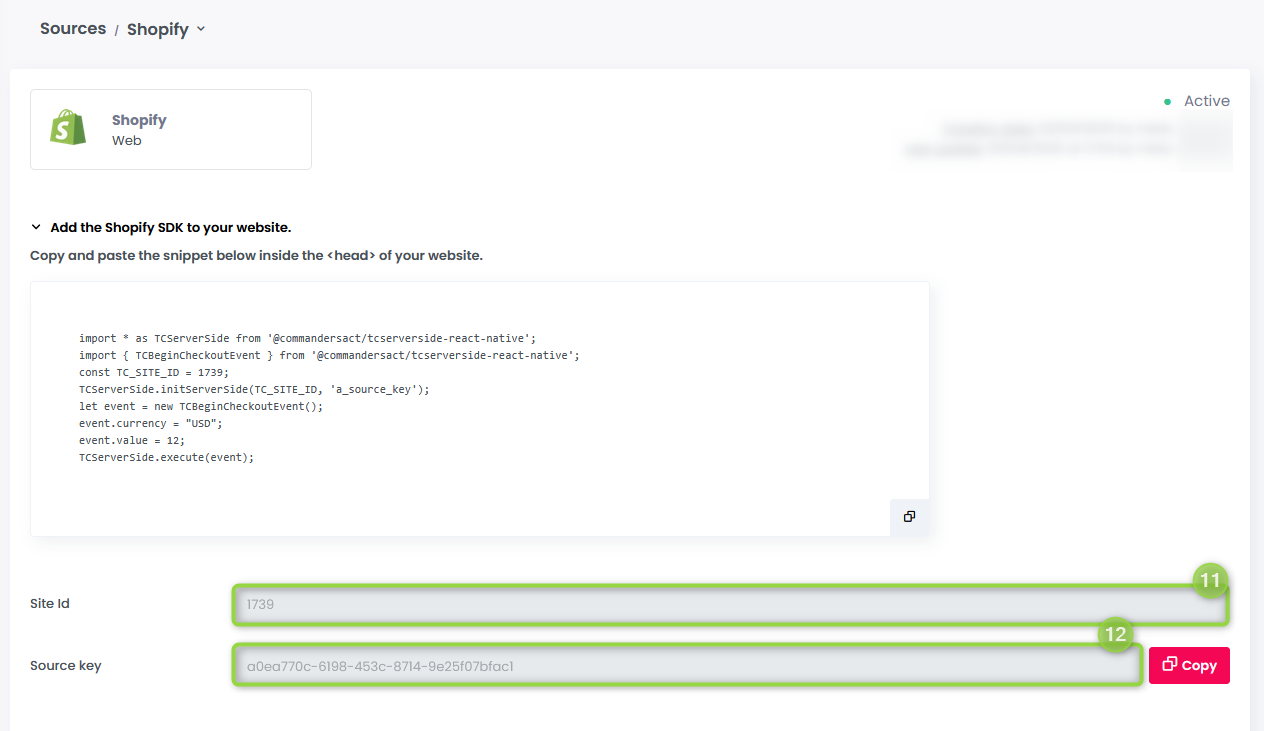 Sources / Shopify
Active
Shopify
Web
Add the Shopify SDK to your website.
Copy and paste the snippet below inside the <head> of your website.
import * as TCServerSide from '@commandersact/tcserverside-react-native';
import { TCBeginCheckoutEvent } from '@commandersact/tcserverside-react-native';
const TC_SITE_ID = 1739;
TCServerSide.initServerSide(TC_SITE_ID, 'a_source_key');
let event = new TCBeginCheckoutEvent();
event.currency = "USD";
event.value = 12;
TCServerSide.execute(event);
11
Site Id 1739
12
Source key a0ea770c-6198-453c-8714-9e25f07bfac1 Copy